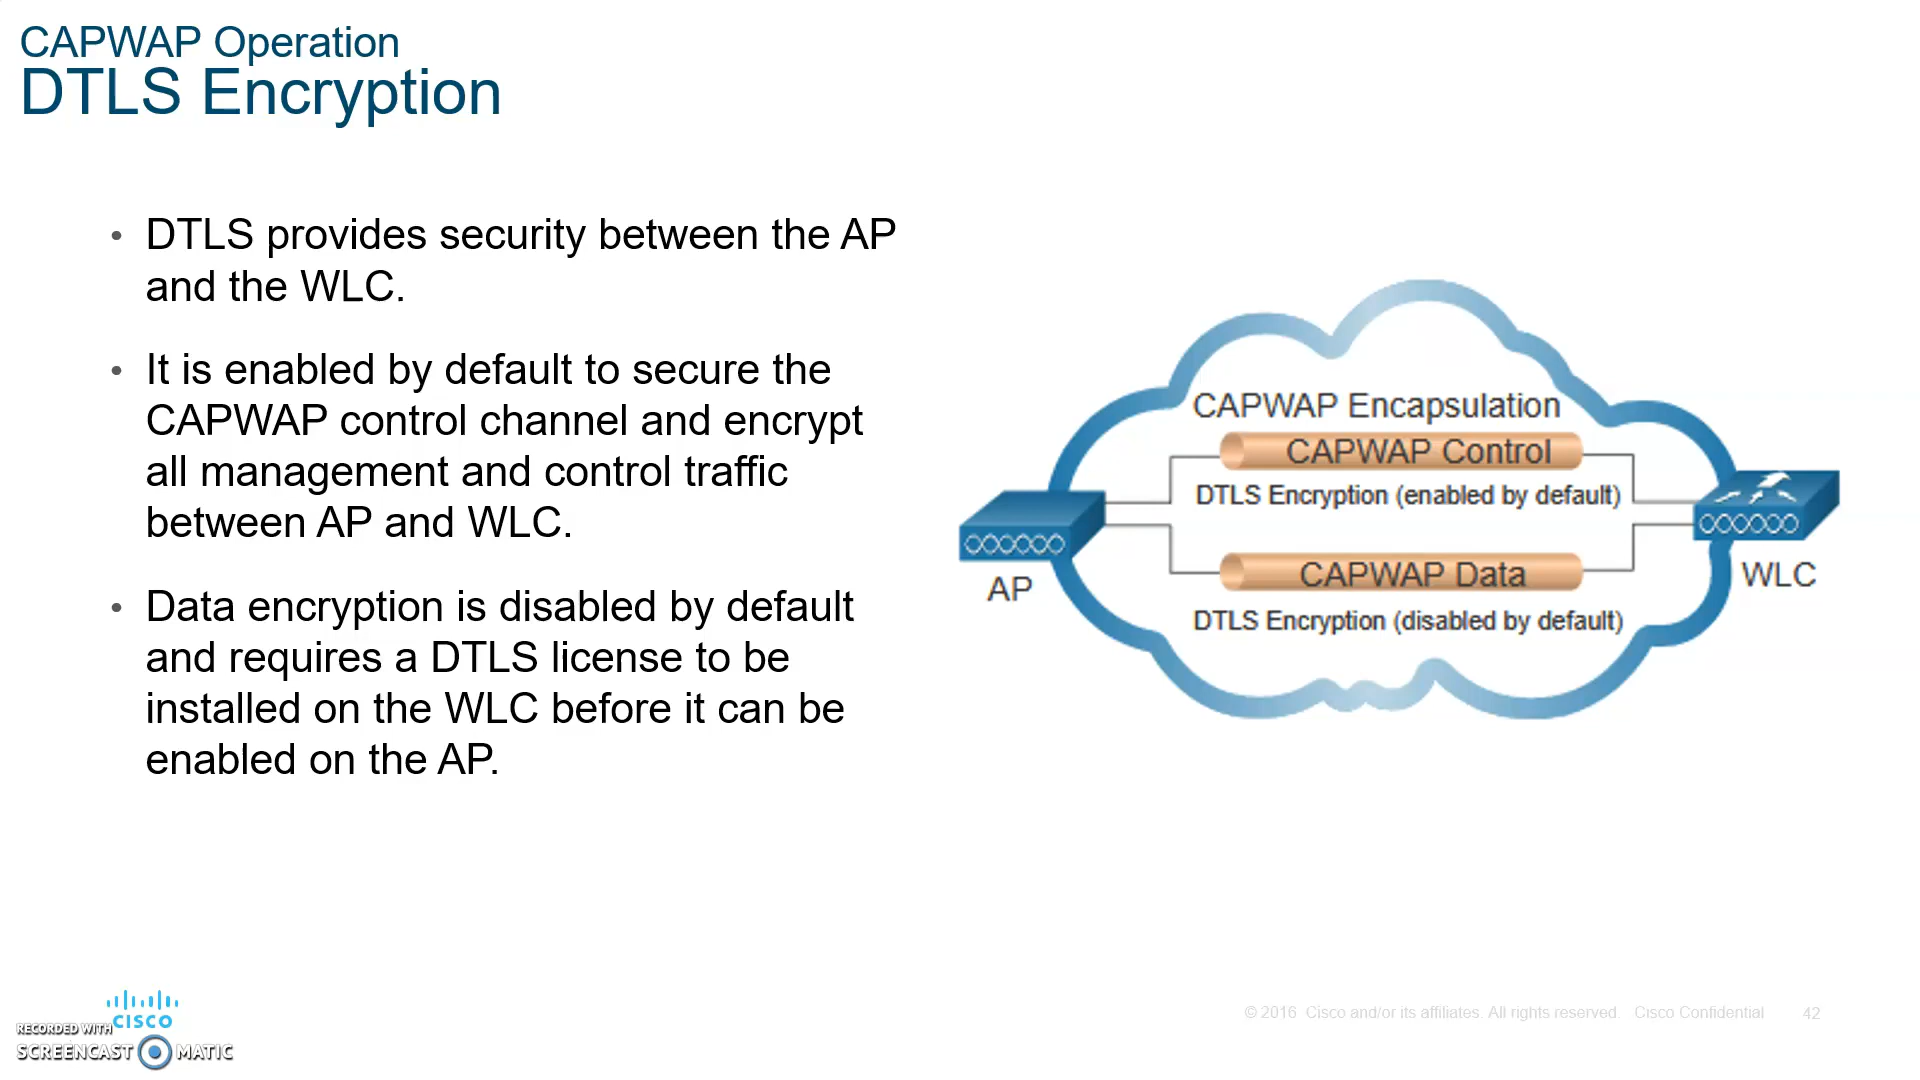 CAPWAP Operation
DTLS Encryption
• DTLS provides security between the AP
and the WLC.
• It is enabled by default to secure the
CAPWAP control channel and encrypt
all management and control traffic
between AP and WLC.
• Data encryption is disabled by default
and requires a DTLS license to be
installed on the WLC before it can be
enabled on the AP.
CAPWAP Encapsulation
CAPWAP Control
DTLS Encryption (enabled by default)
AP
WLC
CAPWAP Data
DTLS Encryption (disabled by default)
CISCO
RECORDED WITH
SCREENCAST MATIC
© 2016 Cisco and/or its affiliates. All rights reserved. Cisco Confidential
42